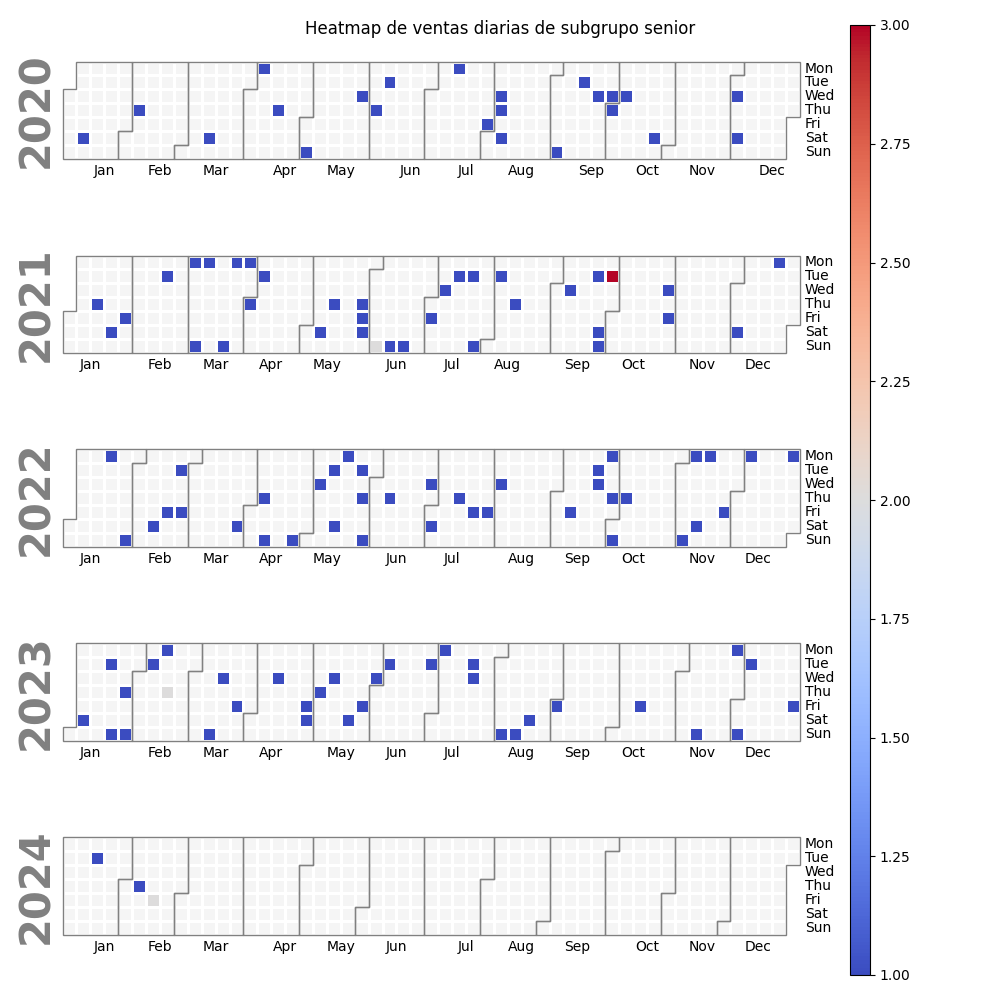 Heatmap de ventas diarias de subgrupo senior
2020
Mon
Tue
Wed
Thu
Fri
Sat
Sun
Jan Feb Mar Apr May Jun Jul Aug Sep Oct Nov Dec
2021
Mon
Tue
Wed
Thu
Fri
Sat
Sun
Jan Feb Mar Apr May Jun Jul Aug Sep Oct Nov Dec
2022
Mon
Tue
Wed
Thu
Fri
Sat
Sun
Jan Feb Mar Apr May Jun Jul Aug Sep Oct Nov Dec
2023
Mon
Tue
Wed
Thu
Fri
Sat
Sun
Jan Feb Mar Apr May Jun Jul Aug Sep Oct Nov Dec
2024
Mon
Tue
Wed
Thu
Fri
Sat
Sun
Jan Feb Mar Apr May Jun Jul Aug Sep Oct Nov Dec
3.00
2.75
2.50
2.25
2.00
1.75
1.50
1.25
1.00